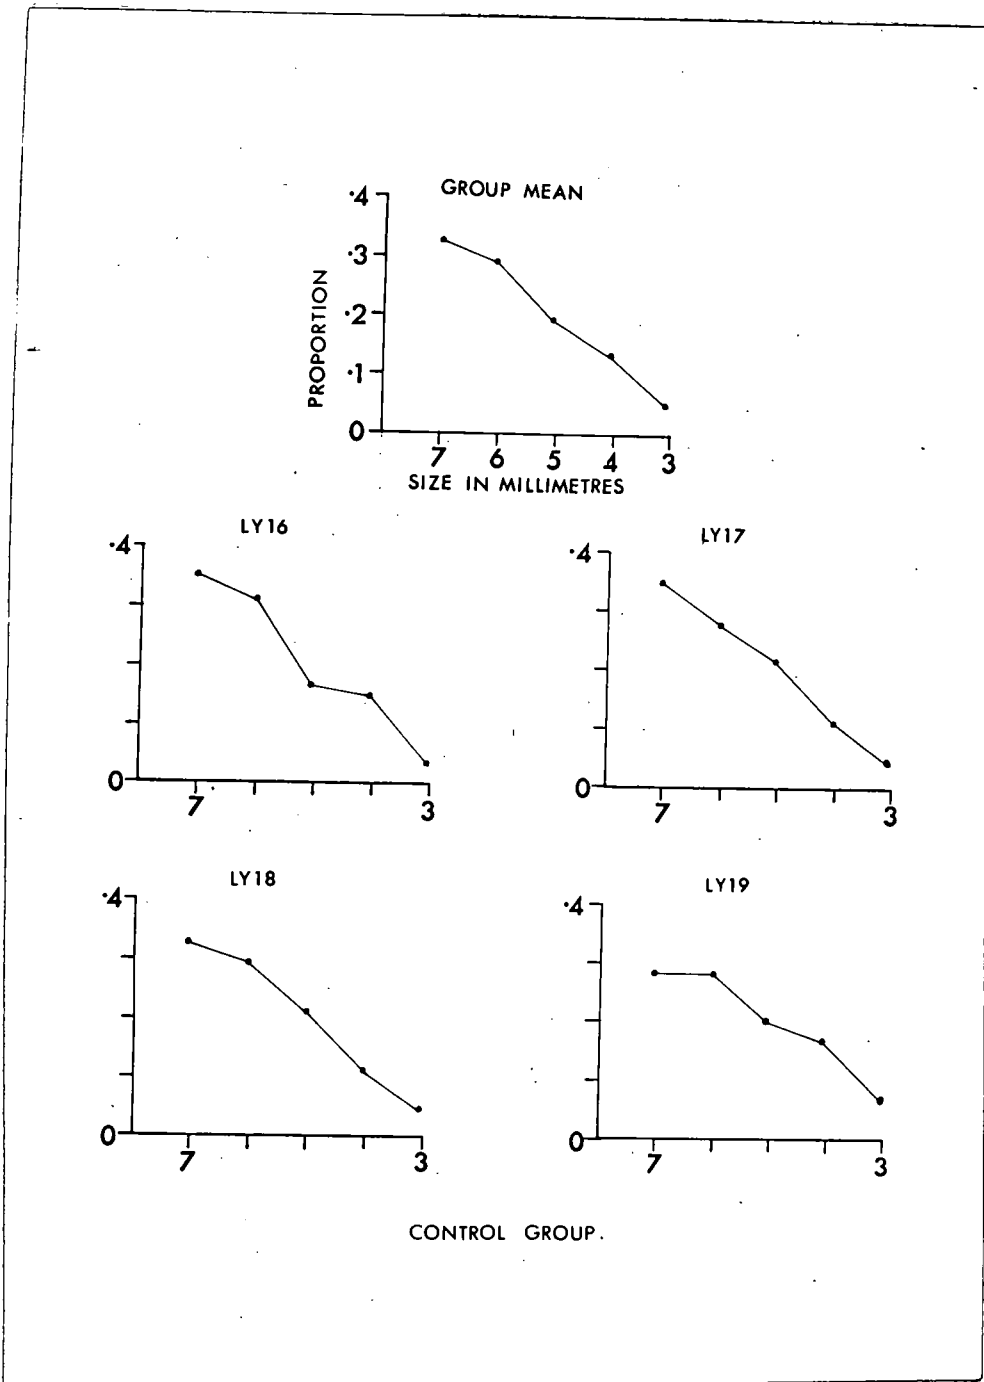 GROUP MEAN
PROPORTION
·4
·3
·2
·1
0
7 6 5 4 3
SIZE IN MILLIMETRES
LY16
·4
0
7 3
LY17
·4
0
7 3
LY18
·4
0
7 3
LY19
·4
0
7 3
CONTROL GROUP.